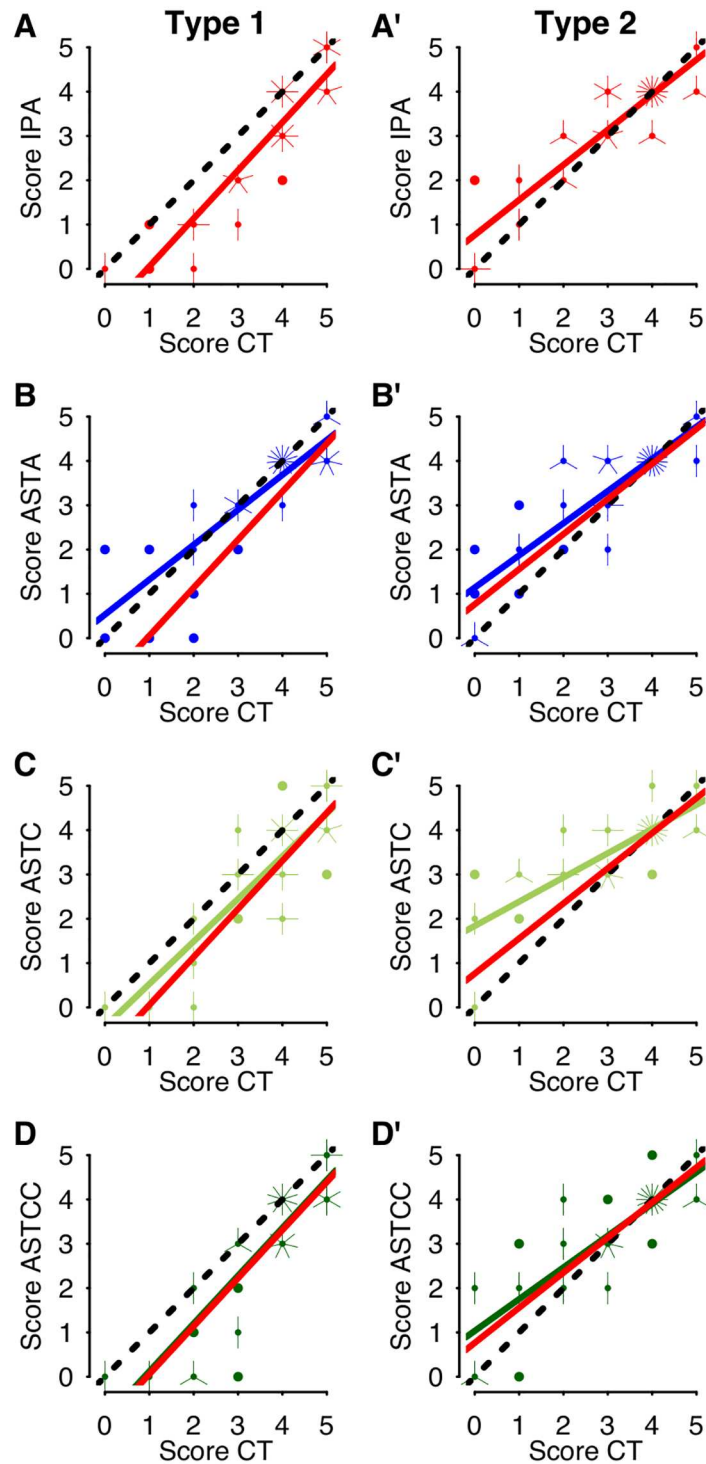 A Type 1 A' Type 2
5 5
4 4
Score IPA Score IPA
3 3
2 2
1 1
0 0
0 1 2 3 4 5 0 1 2 3 4 5
Score CT Score CT
B B'
5 5
4 4
Score ASTA Score ASTA
3 3
2 2
1 1
0 0
0 1 2 3 4 5 0 1 2 3 4 5
Score CT Score CT
C C'
5 5
4 4
Score ASTC Score ASTC
3 3
2 2
1 1
0 0
0 1 2 3 4 5 0 1 2 3 4 5
Score CT Score CT
D D'
5 5
4 4
Score ASTCC Score ASTCC
3 3
2 2
1 1
0 0
0 1 2 3 4 5 0 1 2 3 4 5
Score CT Score CT